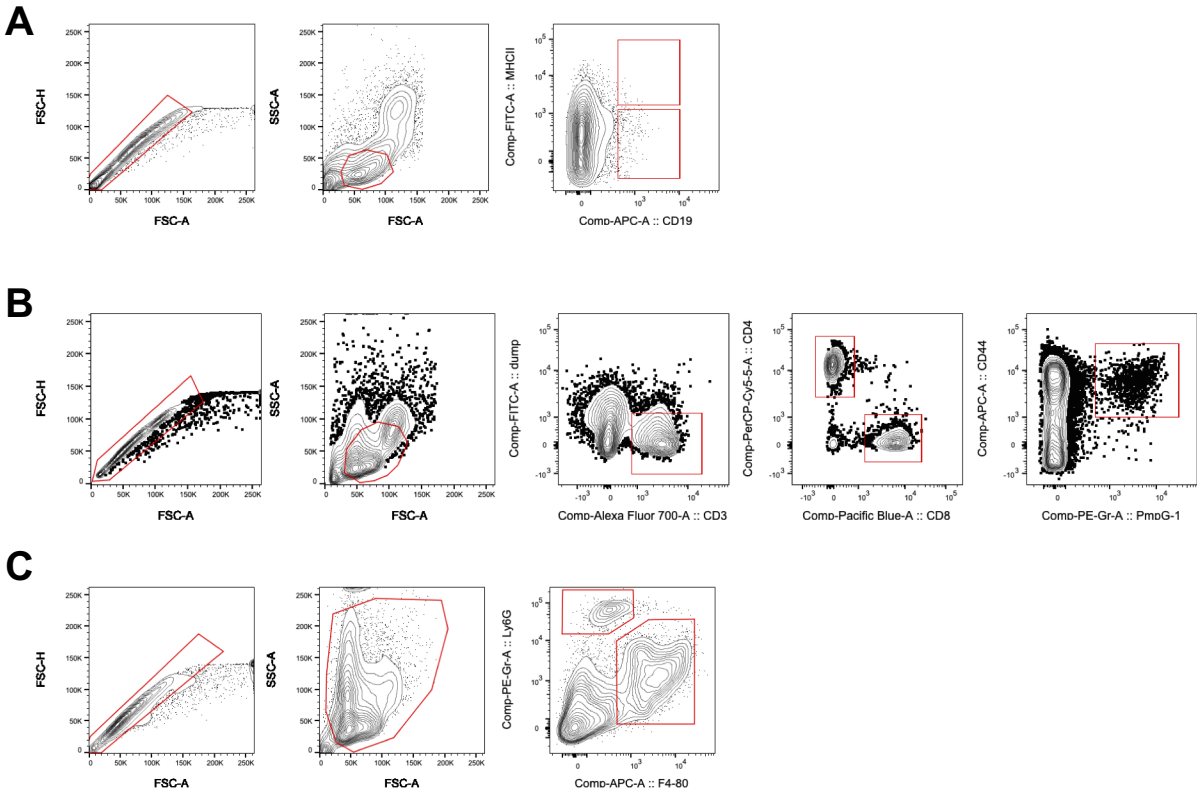 A
FSC-H
250K
200K
150K
100K
50K
0
0 50K 100K 150K 200K 250K
FSC-A
SSC-A
250K
200K
150K
100K
50K
0
0 50K 100K 150K 200K 250K
FSC-A
Comp-FITC-A :: MHCII
10^5
10^4
10^3
0
0 10^3 10^4
Comp-APC-A :: CD19
B
FSC-H
250K
200K
150K
100K
50K
0
0 50K 100K 150K 200K 250K
FSC-A
SSC-A
250K
200K
150K
100K
50K
0
0 50K 100K 150K 200K 250K
FSC-A
Comp-FITC-A :: dump
10^5
10^4
10^3
0
-10^3
-10^3 0 10^3 10^4
Comp-Alexa Fluor 700-A :: CD3
Comp-PerCP-Cy5-5-A :: CD4
10^5
10^4
10^3
0
-10^3
-10^3 0 10^3 10^4 10^5
Comp-Pacific Blue-A :: CD8
Comp-APC-A :: CD44
10^5
10^4
10^3
0
-10^3
0 10^3 10^4
Comp-PE-Gr-A :: PmpG-1
C
FSC-H
250K
200K
150K
100K
50K
0
0 50K 100K 150K 200K 250K
FSC-A
SSC-A
250K
200K
150K
100K
50K
0
0 50K 100K 150K 200K 250K
FSC-A
Comp-PE-Gr-A :: Ly6G
10^5
10^4
10^3
0
0 10^3 10^4
Comp-APC-A :: F4-80